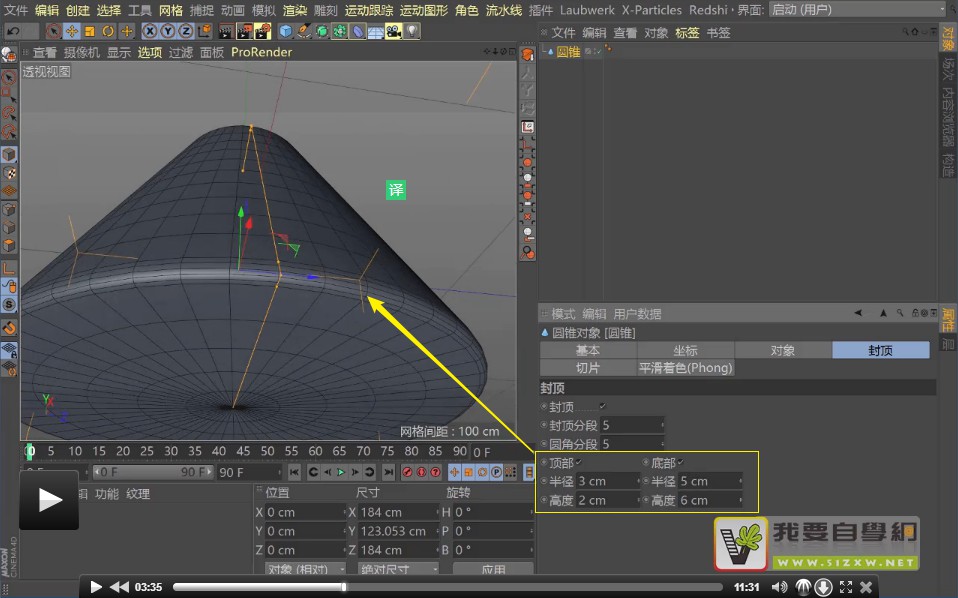 文件 编辑 创建 选择 工具 网格 捕捉 动画 模拟 渲染 雕刻 运动跟踪 运动图形 角色 流水线 插件 Laubwerk X-Particles Redshi 界面: 启动 (用户)
查看 摄像机 显示 选项 过滤 面板 ProRender
透视视图
译
网格间距 : 100 cm
文件 编辑 查看 对象 标签 书签
圆锥
对象
场次
内容浏览器
构造
模式 编辑 用户数据
圆锥对象 [圆锥]
基本 坐标 对象 封顶
切片 平滑着色(Phong)
属性
层
封顶
封顶
封顶分段 5
圆角分段 5
顶部 底部
半径 3 cm 半径 5 cm
高度 2 cm 高度 6 cm
0 5 10 15 20 25 30 35 40 45 50 55 60 65 70 75 80 85 90 0 F
0 F 90 F 90 F
功能 纹理
位置 尺寸 旋转
X 0 cm X 184 cm H 0 °
Y 0 cm Y 123.053 cm P 0 °
Z 0 cm Z 184 cm B 0 °
对象 (相对) 绝对尺寸 应用
MAXON
CINEMA4D
我要自學網
WWW.51ZXW.NET
03:35 11:31